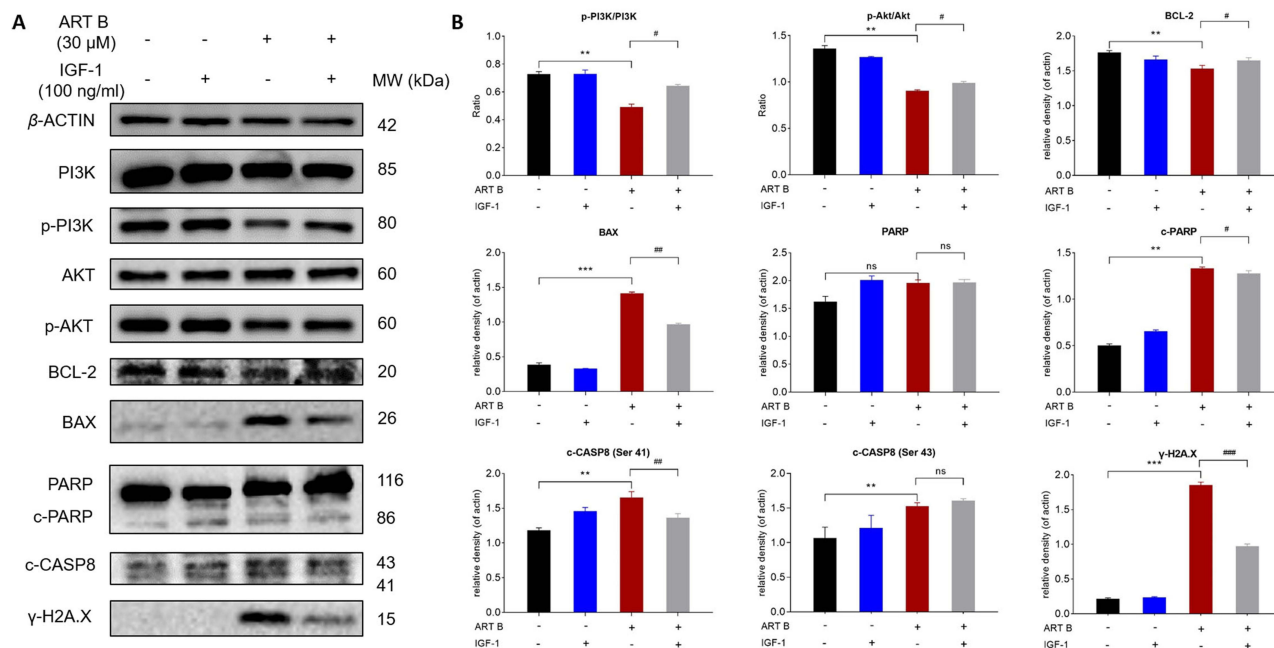 A
ART B
(30 μM)
- - + +
IGF-1
(100 ng/ml)
- + - +
MW (kDa)
β-ACTIN 42
PI3K 85
p-PI3K 80
AKT 60
p-AKT 60
BCL-2 20
BAX 26
PARP 116
c-PARP 86
c-CASP8 43
41
γ-H2A.X 15
B
p-PI3K/PI3K
Ratio
0.0 0.2 0.4 0.6 0.8 1.0
** #
ART B - - + +
IGF-1 - + - +
p-Akt/Akt
Ratio
0.0 0.5 1.0 1.5
** #
ART B - - + +
IGF-1 - + - +
BCL-2
relative density (of actin)
0.0 0.5 1.0 1.5 2.0
** #
ART B - - + +
IGF-1 - + - +
BAX
relative density (of actin)
0.0 0.5 1.0 1.5 2.0
*** ##
ART B - - + +
IGF-1 - + - +
PARP
relative density (of actin)
0.0 0.5 1.0 1.5 2.0 2.5
ns ns
ART B - - + +
IGF-1 - + - +
c-PARP
relative density (of actin)
0.0 0.5 1.0 1.5 2.0
** #
ART B - - + +
IGF-1 - + - +
c-CASP8 (Ser 41)
relative density (of actin)
0.0 0.5 1.0 1.5 2.0
** ##
ART B - - + +
IGF-1 - + - +
c-CASP8 (Ser 43)
relative density (of actin)
0.0 0.5 1.0 1.5 2.0
** ns
ART B - - + +
IGF-1 - + - +
γ-H2A.X
relative density (of actin)
0.0 0.5 1.0 1.5 2.0
*** ###
ART B - - + +
IGF-1 - + - +